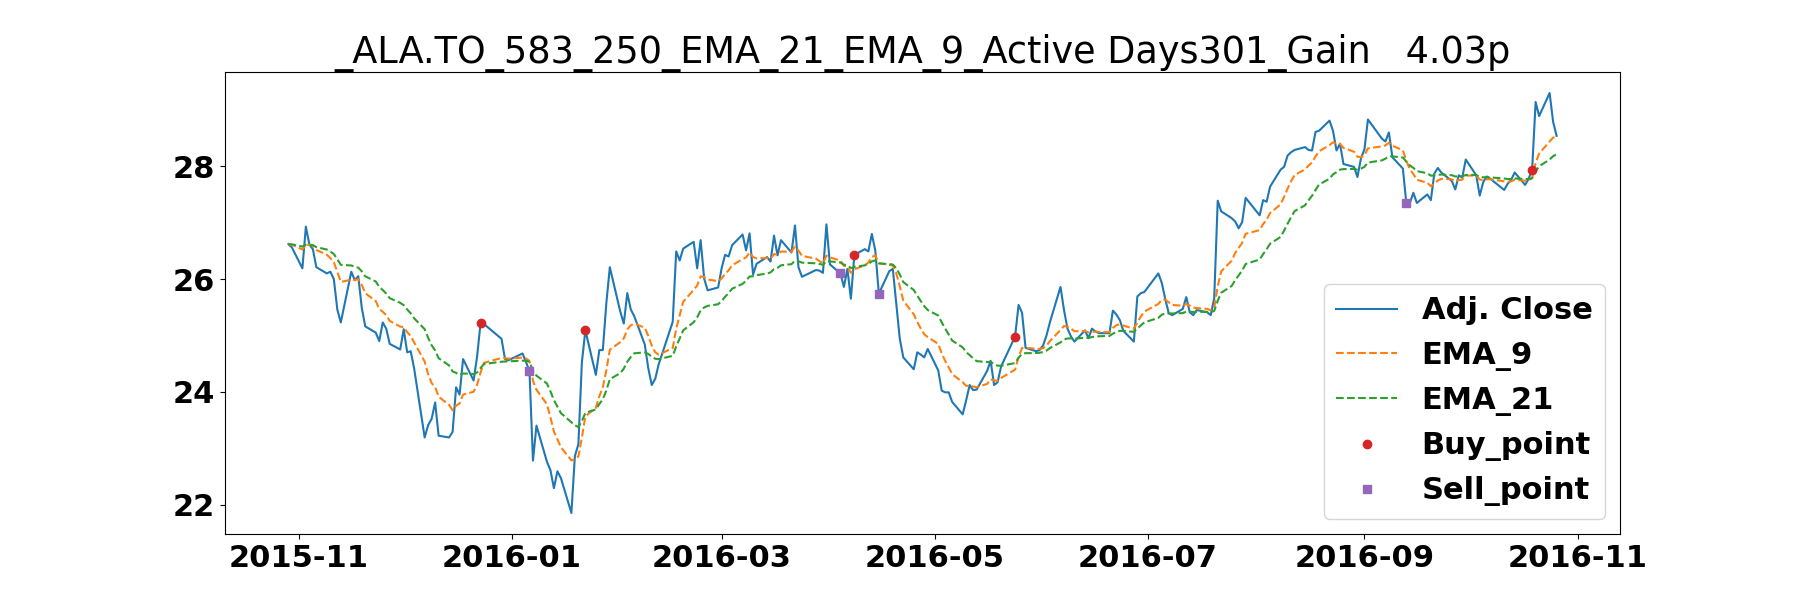 _ALA.TO_583_250_EMA_21_EMA_9_Active Days301_Gain   4.03p
28
26
24
22
2015-11
2016-01
2016-03
2016-05
2016-07
2016-09
2016-11
Adj. Close
EMA_9
EMA_21
Buy_point
Sell_point